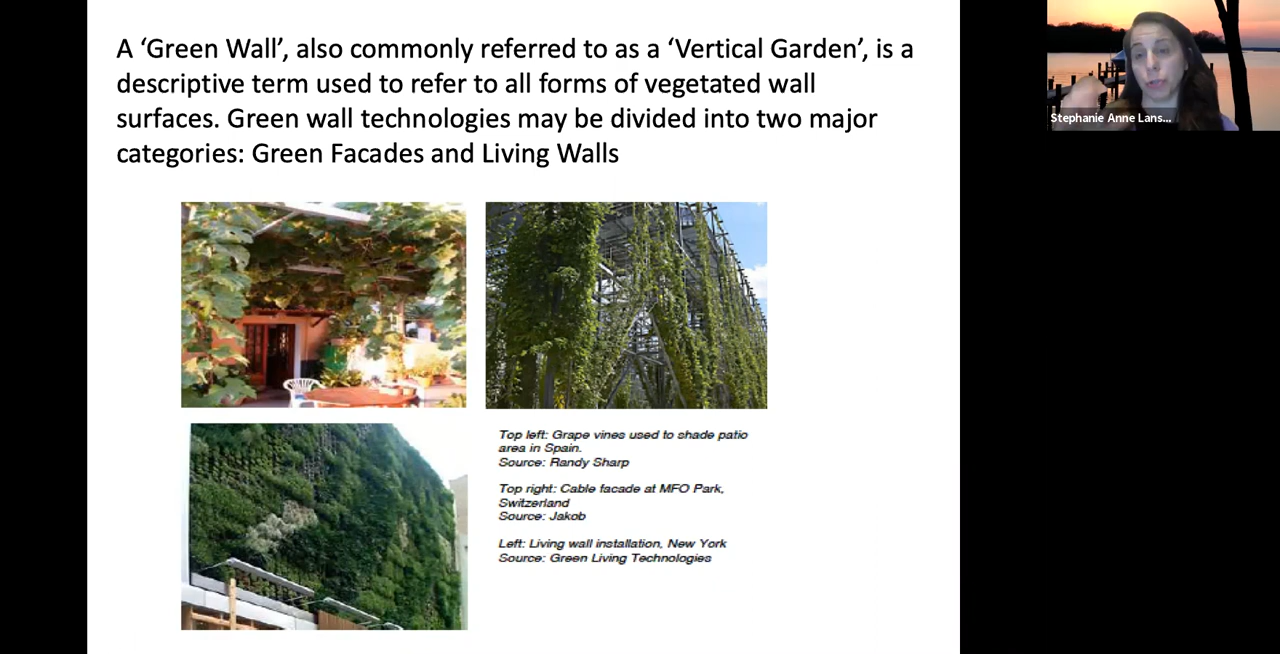 A ‘Green Wall’, also commonly referred to as a ‘Vertical Garden’, is a
descriptive term used to refer to all forms of vegetated wall
surfaces. Green wall technologies may be divided into two major
categories: Green Facades and Living Walls
Stephanie Anne Lans...
Top left: Grape vines used to shade patio
area in Spain.
Source: Randy Sharp
Top right: Cable facade at MFO Park,
Switzerland
Source: Jakob
Left: Living wall installation, New York
Source: Green Living Technologies